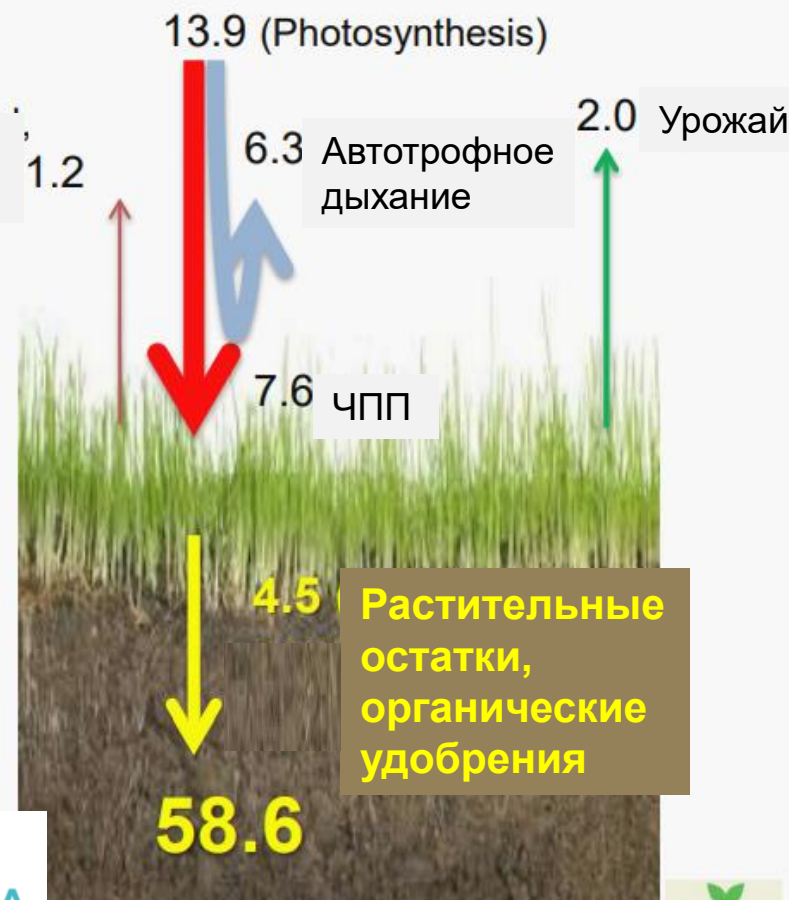 13.9 (Photosynthesis)
2.0 Урожай
6.3 Автотрофное
дыхание
1.2
7.6 ЧПП
4.5
Растительные
остатки,
органические
удобрения
58.6